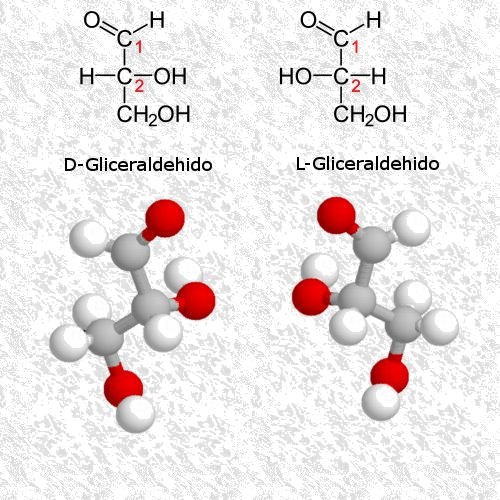 O H O H
C C
1 1
H C OH HO C H
2 2
CH2OH CH2OH
D-Gliceraldehido L-Gliceraldehido